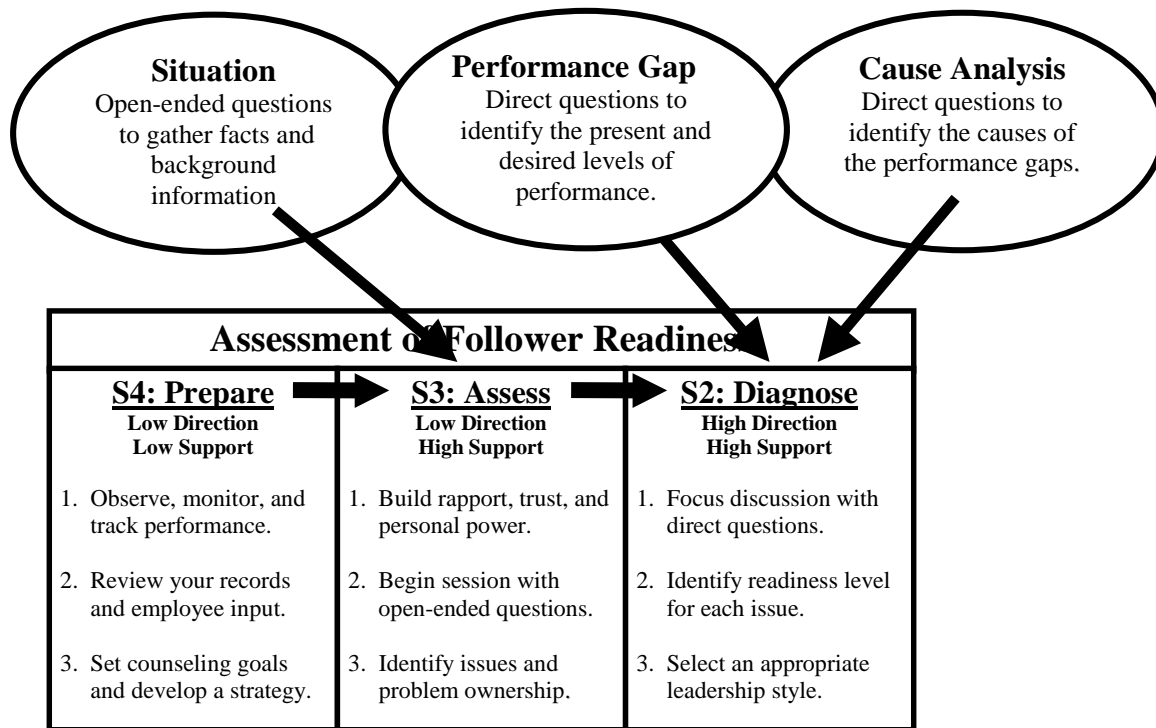 Situation
Open-ended questions
to gather facts and
background
information
Performance Gap
Direct questions to
identify the present and
desired levels of
performance.
Cause Analysis
Direct questions to
identify the causes of
the performance gaps.
Assessment of Follower Readiness
S4: Prepare
Low Direction
Low Support
1. Observe, monitor, and
track performance.
2. Review your records
and employee input.
3. Set counseling goals
and develop a strategy.
S3: Assess
Low Direction
High Support
1. Build rapport, trust, and
personal power.
2. Begin session with
open-ended questions.
3. Identify issues and
problem ownership.
S2: Diagnose
High Direction
High Support
1. Focus discussion with
direct questions.
2. Identify readiness level
for each issue.
3. Select an appropriate
leadership style.